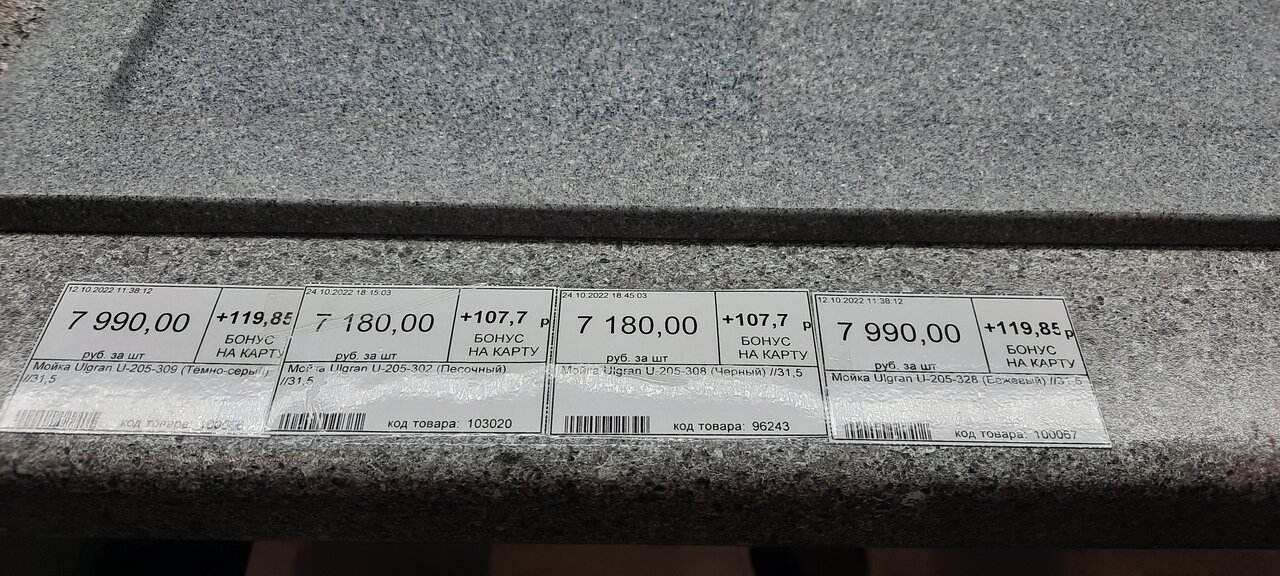 12.10.2022 11:38:12
7 990,00
руб. за шт
+119,85
БОНУС
НА КАРТУ
Мойка Ulgran U-205-309 (Тёмно-серый)
//31,5
код товара:
24.10.2022 18:15:03
7 180,00
руб. за шт
+107,7 р
БОНУС
НА КАРТУ
Мойка Ulgran U-205-302 (Песочный)
//31,5
код товара: 103020
24.10.2022 18:45:03
7 180,00
руб. за шт
+107,7 р
БОНУС
НА КАРТУ
Мойка Ulgran U-205-308 (Черный) //31,5
код товара: 96243
12.10.2022 11:38:12
7 990,00
руб. за шт
+119,85 р
БОНУС
НА КАРТУ
Мойка Ulgran U-205-328 (Бежевый) //31,5
код товара: 100067